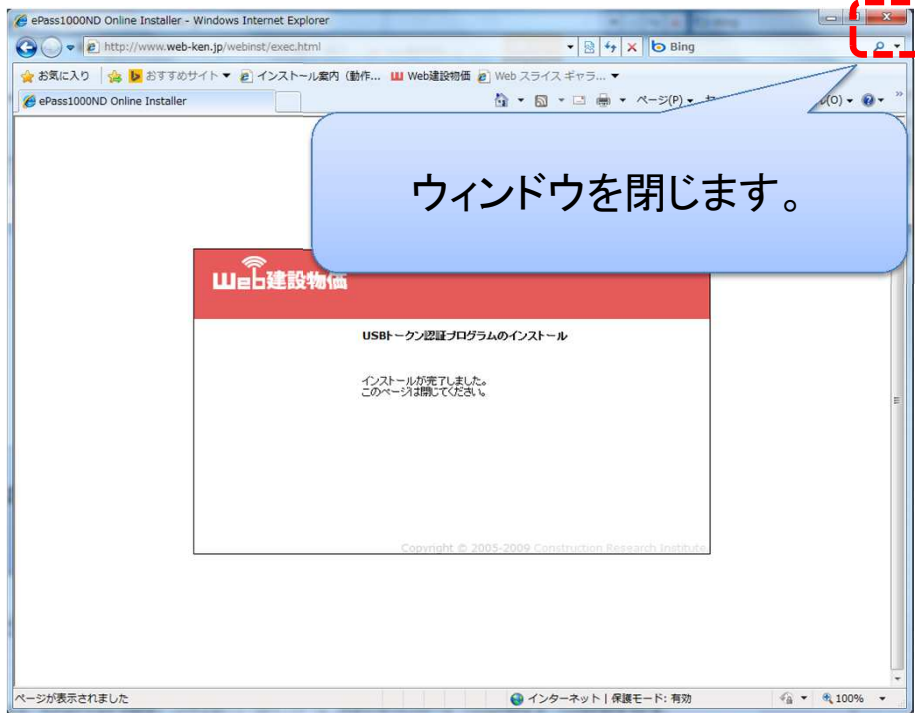 ePass1000ND Online Installer - Windows Internet Explorer
http://www.web-ken.jp/webinst/exec.html
Bing
お気に入り おすすめサイト ▼ インストール案内（動作... Web建設物価 Web スライス ギャラ... ▼
ePass1000ND Online Installer
ページ(P) (O) »
ウィンドウを閉じます。
Web建設物価
USBトークン認証プログラムのインストール
インストールが完了しました。
このページは閉じてください。
Copyright © 2005-2009 Construction Research Institute.
ページが表示されました インターネット | 保護モード: 有効 100%